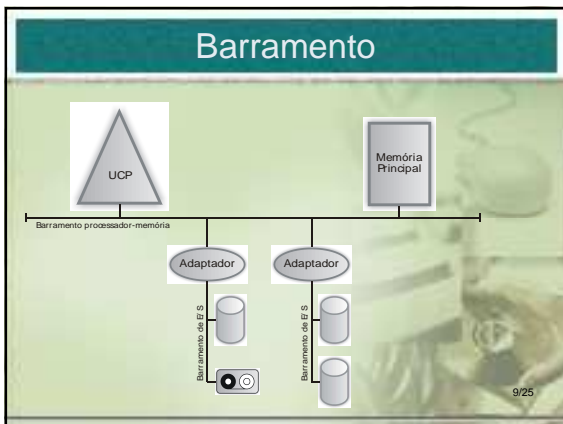 Barramento
UCP
Memória
Principal
Barramento processador-memória
Adaptador
Adaptador
Barramento de E/S
Barramento de E/S
9/25